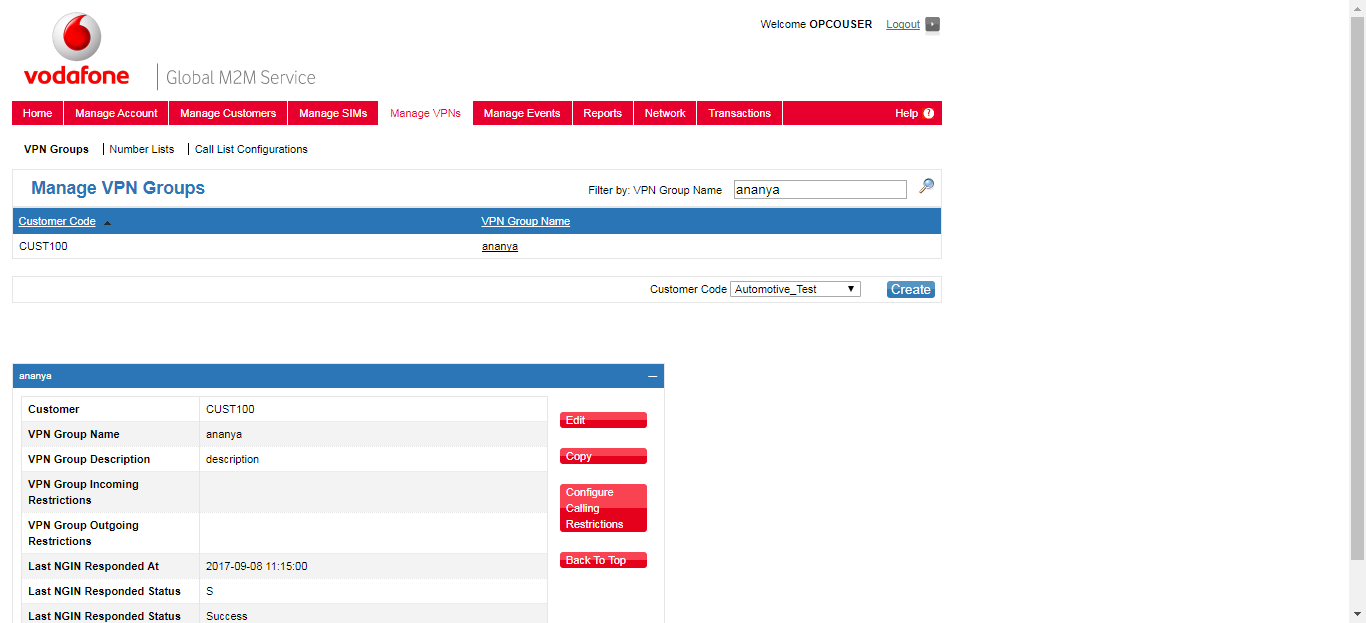 Welcome OPCOUSER Logout
vodafone Global M2M Service
Home Manage Account Manage Customers Manage SIMs Manage VPNs Manage Events Reports Network Transactions Help ?
VPN Groups Number Lists Call List Configurations
Manage VPN Groups Filter by: VPN Group Name ananya
Customer Code VPN Group Name
CUST100 ananya
Customer Code Automotive_Test Create
ananya
Customer CUST100
Edit
VPN Group Name ananya
VPN Group Description description
Copy
VPN Group Incoming
Restrictions
Configure
Calling
Restrictions
VPN Group Outgoing
Restrictions
Last NGIN Responded At 2017-09-08 11:15:00
Back To Top
Last NGIN Responded Status S
Last NGIN Responded Status Success